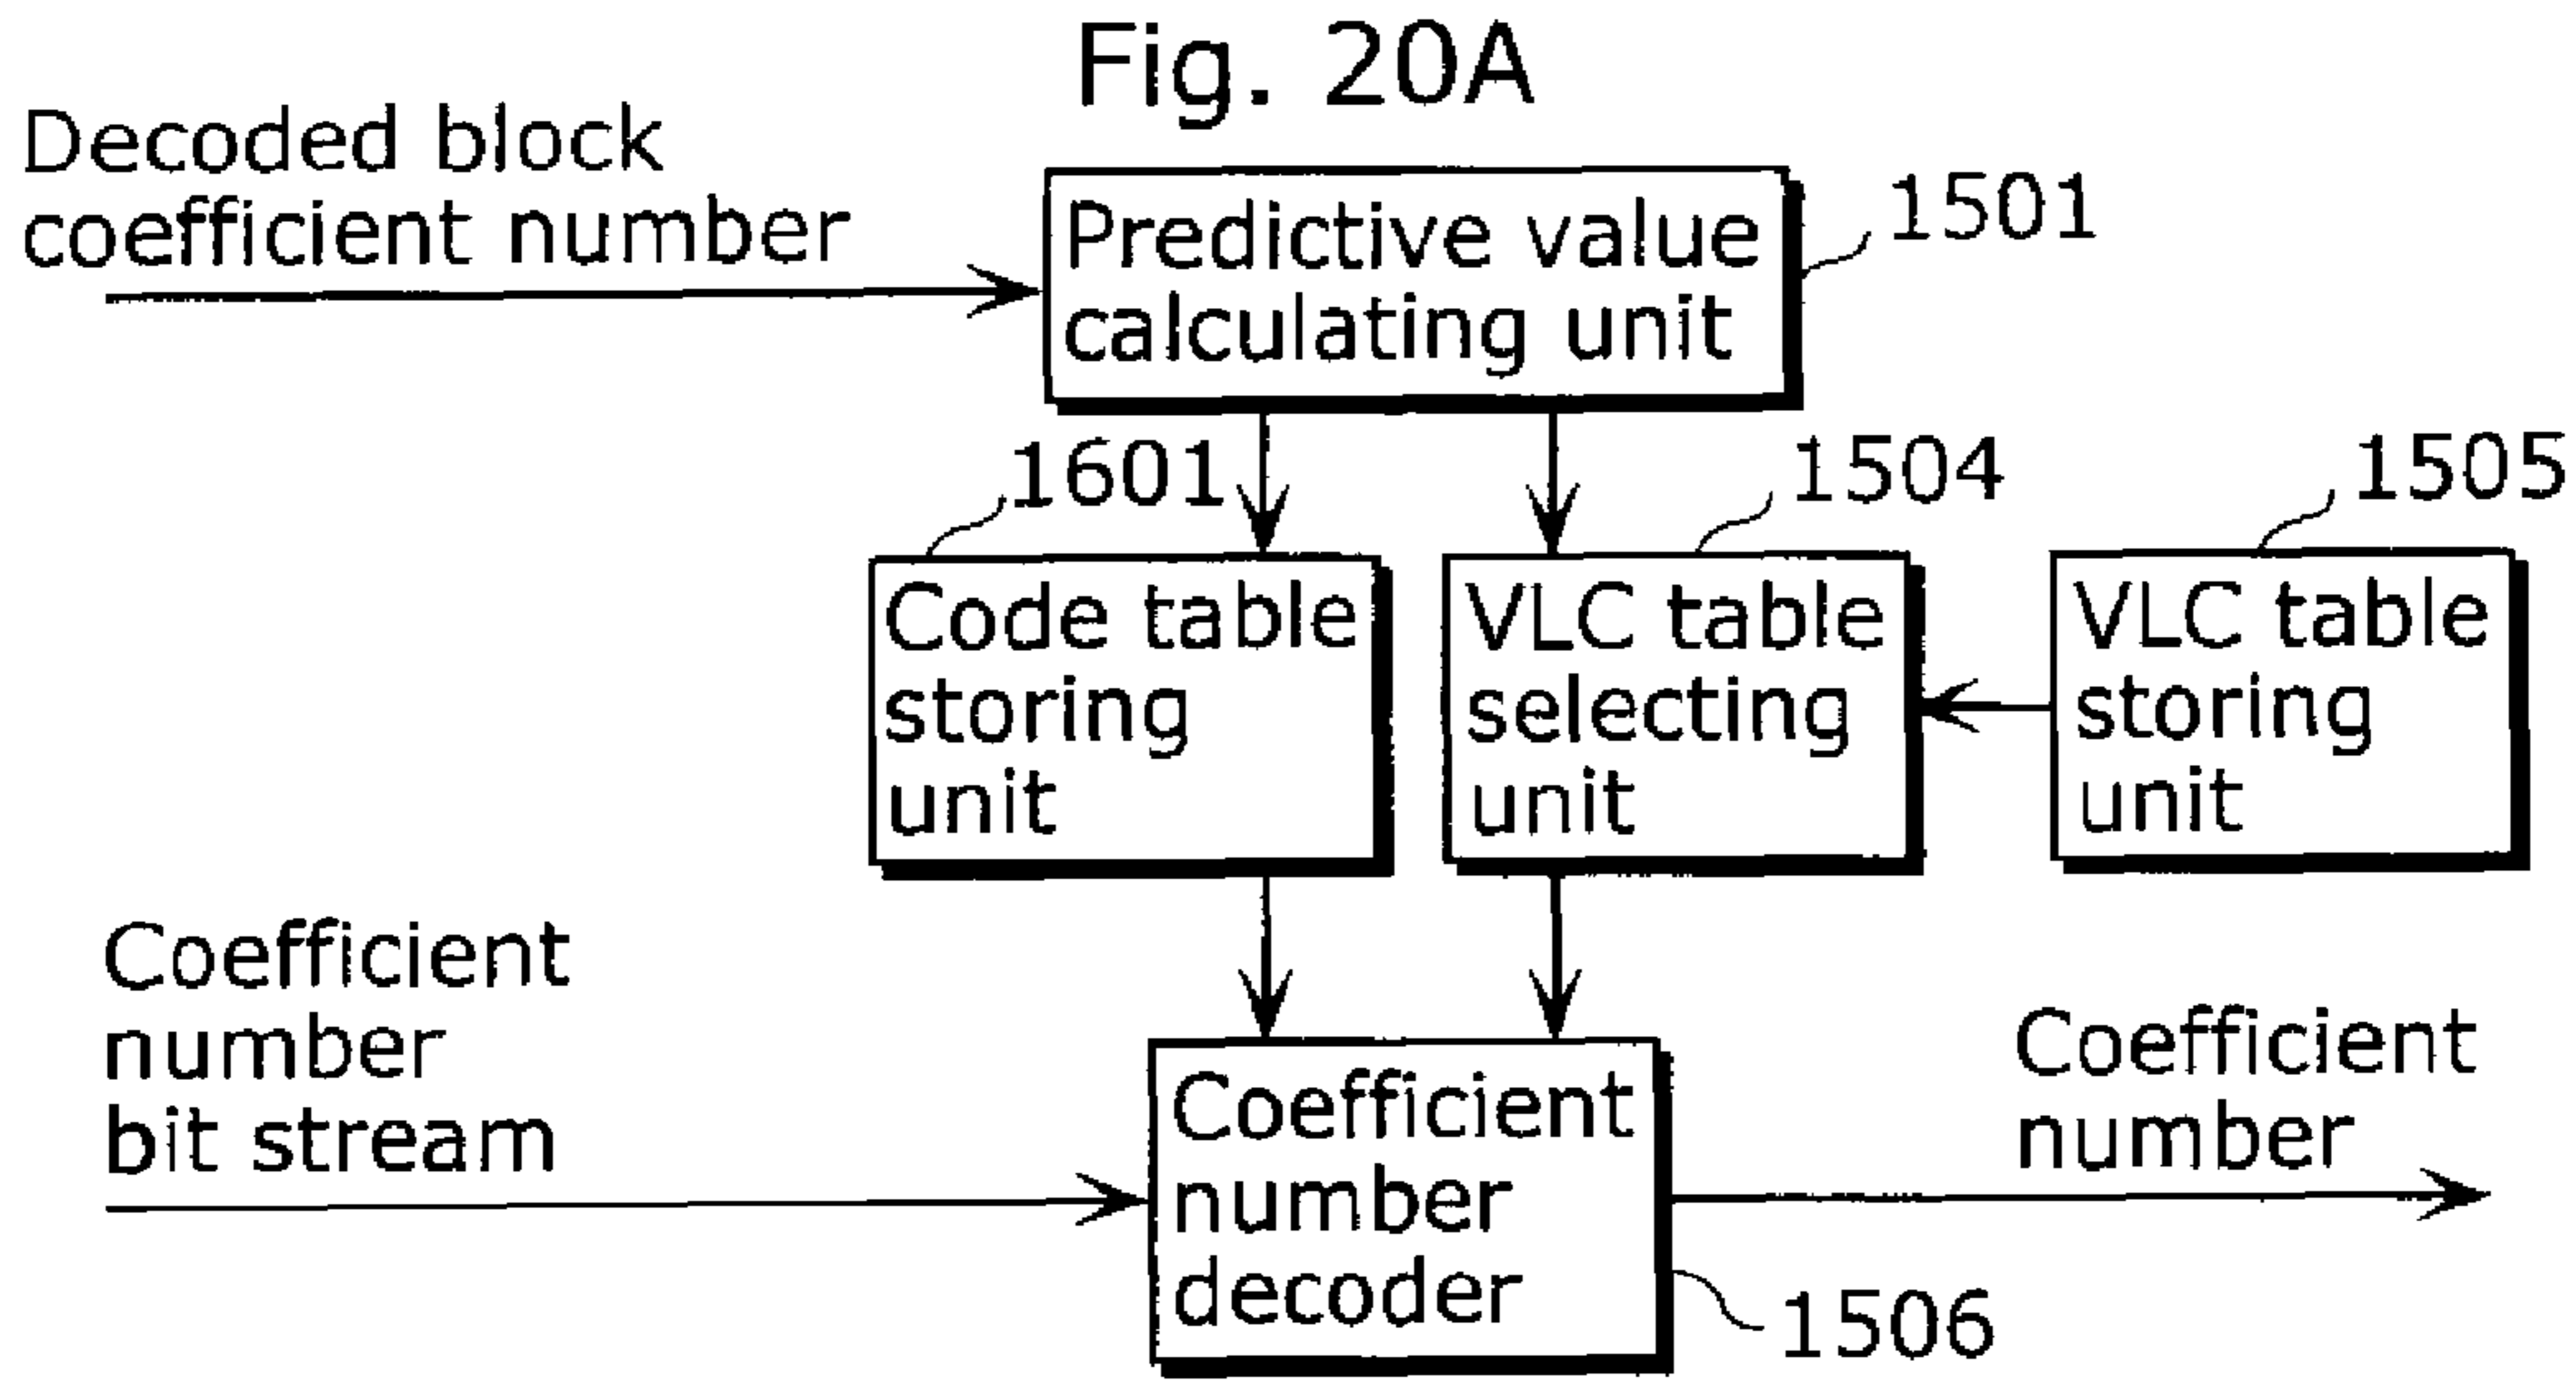 Fig. 20A
Decoded block
coefficient number
Predictive value
calculating unit
1501
1601
1504
1505
Code table
storing
unit
VLC table
selecting
unit
VLC table
storing
unit
Coefficient
number
bit stream
Coefficient
number
decoder
Coefficient
number
1506